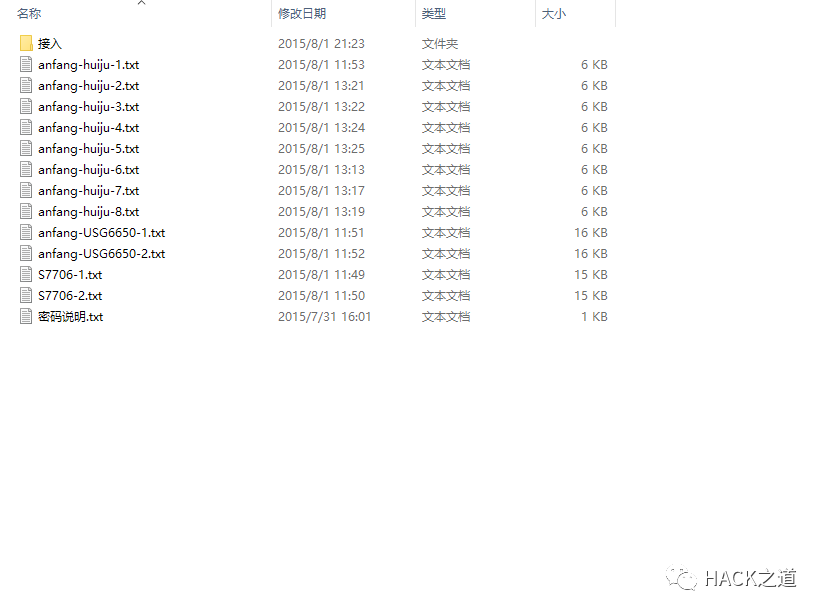 名称 修改日期 类型 大小
接入 2015/8/1 21:23 文件夹
anfang-huiju-1.txt 2015/8/1 11:53 文本文档 6 KB
anfang-huiju-2.txt 2015/8/1 13:21 文本文档 6 KB
anfang-huiju-3.txt 2015/8/1 13:22 文本文档 6 KB
anfang-huiju-4.txt 2015/8/1 13:24 文本文档 6 KB
anfang-huiju-5.txt 2015/8/1 13:25 文本文档 6 KB
anfang-huiju-6.txt 2015/8/1 13:13 文本文档 6 KB
anfang-huiju-7.txt 2015/8/1 13:17 文本文档 6 KB
anfang-huiju-8.txt 2015/8/1 13:19 文本文档 6 KB
anfang-USG6650-1.txt 2015/8/1 11:51 文本文档 16 KB
anfang-USG6650-2.txt 2015/8/1 11:52 文本文档 16 KB
S7706-1.txt 2015/8/1 11:49 文本文档 15 KB
S7706-2.txt 2015/8/1 11:50 文本文档 15 KB
密码说明.txt 2015/7/31 16:01 文本文档 1 KB
HACK之道